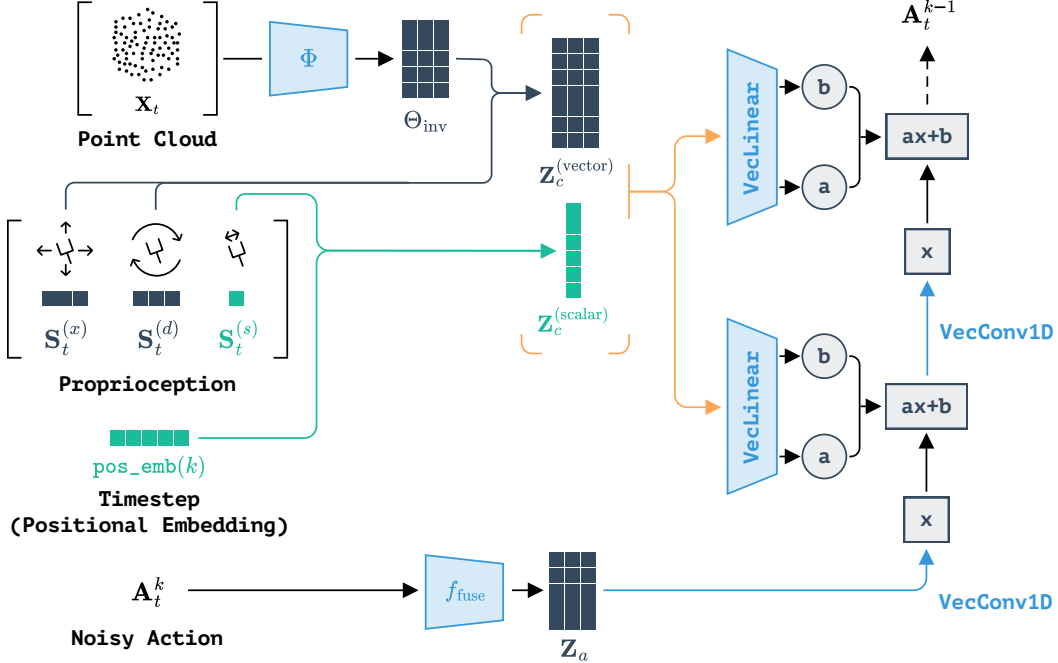 X_t
Point Cloud
Φ
Θ_inv
Z_c^(vector)
Z_c^(scalar)
S_t^(x)
S_t^(d)
S_t^(s)
Proprioception
pos_emb(k)
Timestep
(Positional Embedding)
A_t^k
Noisy Action
f_fuse
Z_a
VecLinear
b
a
ax+b
A_t^{k-1}
x
VecConv1D
VecLinear
b
a
ax+b
x
VecConv1D